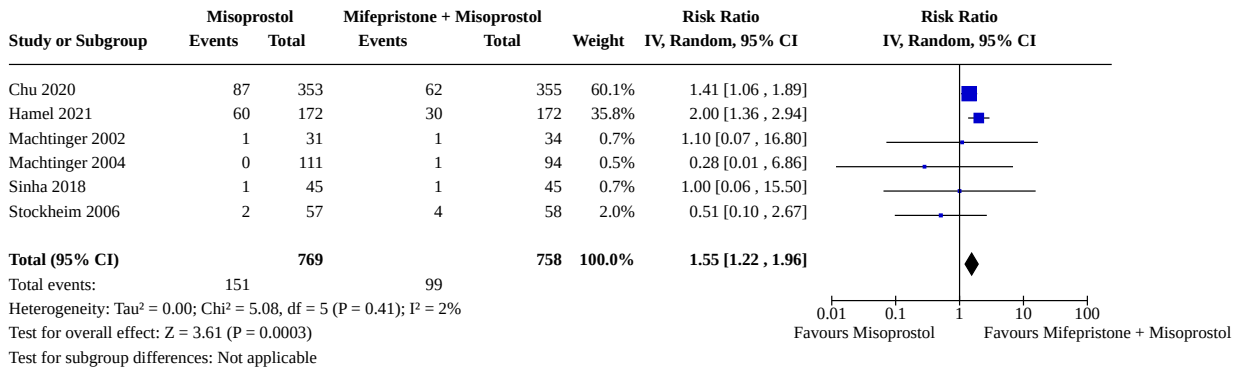 Misoprostol Mifepristone + Misoprostol Risk Ratio Risk Ratio
Study or Subgroup Events Total Events Total Weight IV, Random, 95% CI IV, Random, 95% CI
Chu 2020 87 353 62 355 60.1% 1.41 [1.06 , 1.89]
Hamel 2021 60 172 30 172 35.8% 2.00 [1.36 , 2.94]
Machtinger 2002 1 31 1 34 0.7% 1.10 [0.07 , 16.80]
Machtinger 2004 0 111 1 94 0.5% 0.28 [0.01 , 6.86]
Sinha 2018 1 45 1 45 0.7% 1.00 [0.06 , 15.50]
Stockheim 2006 2 57 4 58 2.0% 0.51 [0.10 , 2.67]
Total (95% CI) 769 758 100.0% 1.55 [1.22 , 1.96]
Total events: 151 99
Heterogeneity: Tau² = 0.00; Chi² = 5.08, df = 5 (P = 0.41); I² = 2%
Test for overall effect: Z = 3.61 (P = 0.0003)
Test for subgroup differences: Not applicable
0.01 0.1 1 10 100
Favours Misoprostol Favours Mifepristone + Misoprostol